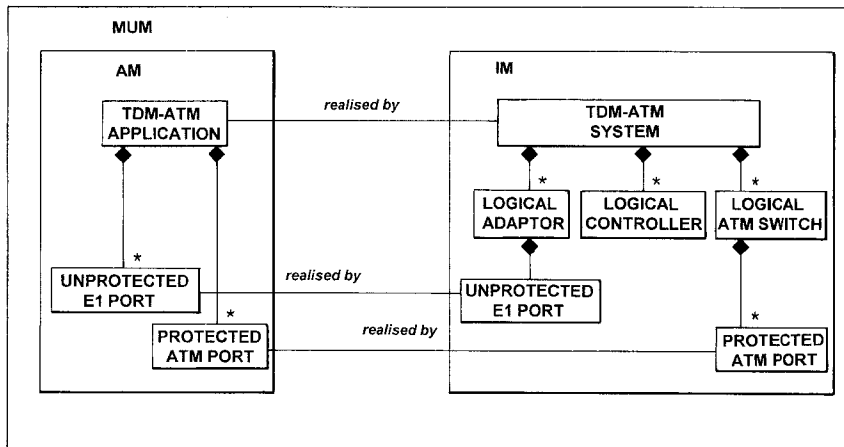 MUM
AM
IM
TDM-ATM
APPLICATION
realised by
TDM-ATM
SYSTEM
*
*
*
LOGICAL
ADAPTOR
LOGICAL
CONTROLLER
LOGICAL
ATM SWITCH
*
UNPROTECTED
E1 PORT
realised by
UNPROTECTED
E1 PORT
*
PROTECTED
ATM PORT
realised by
*
PROTECTED
ATM PORT